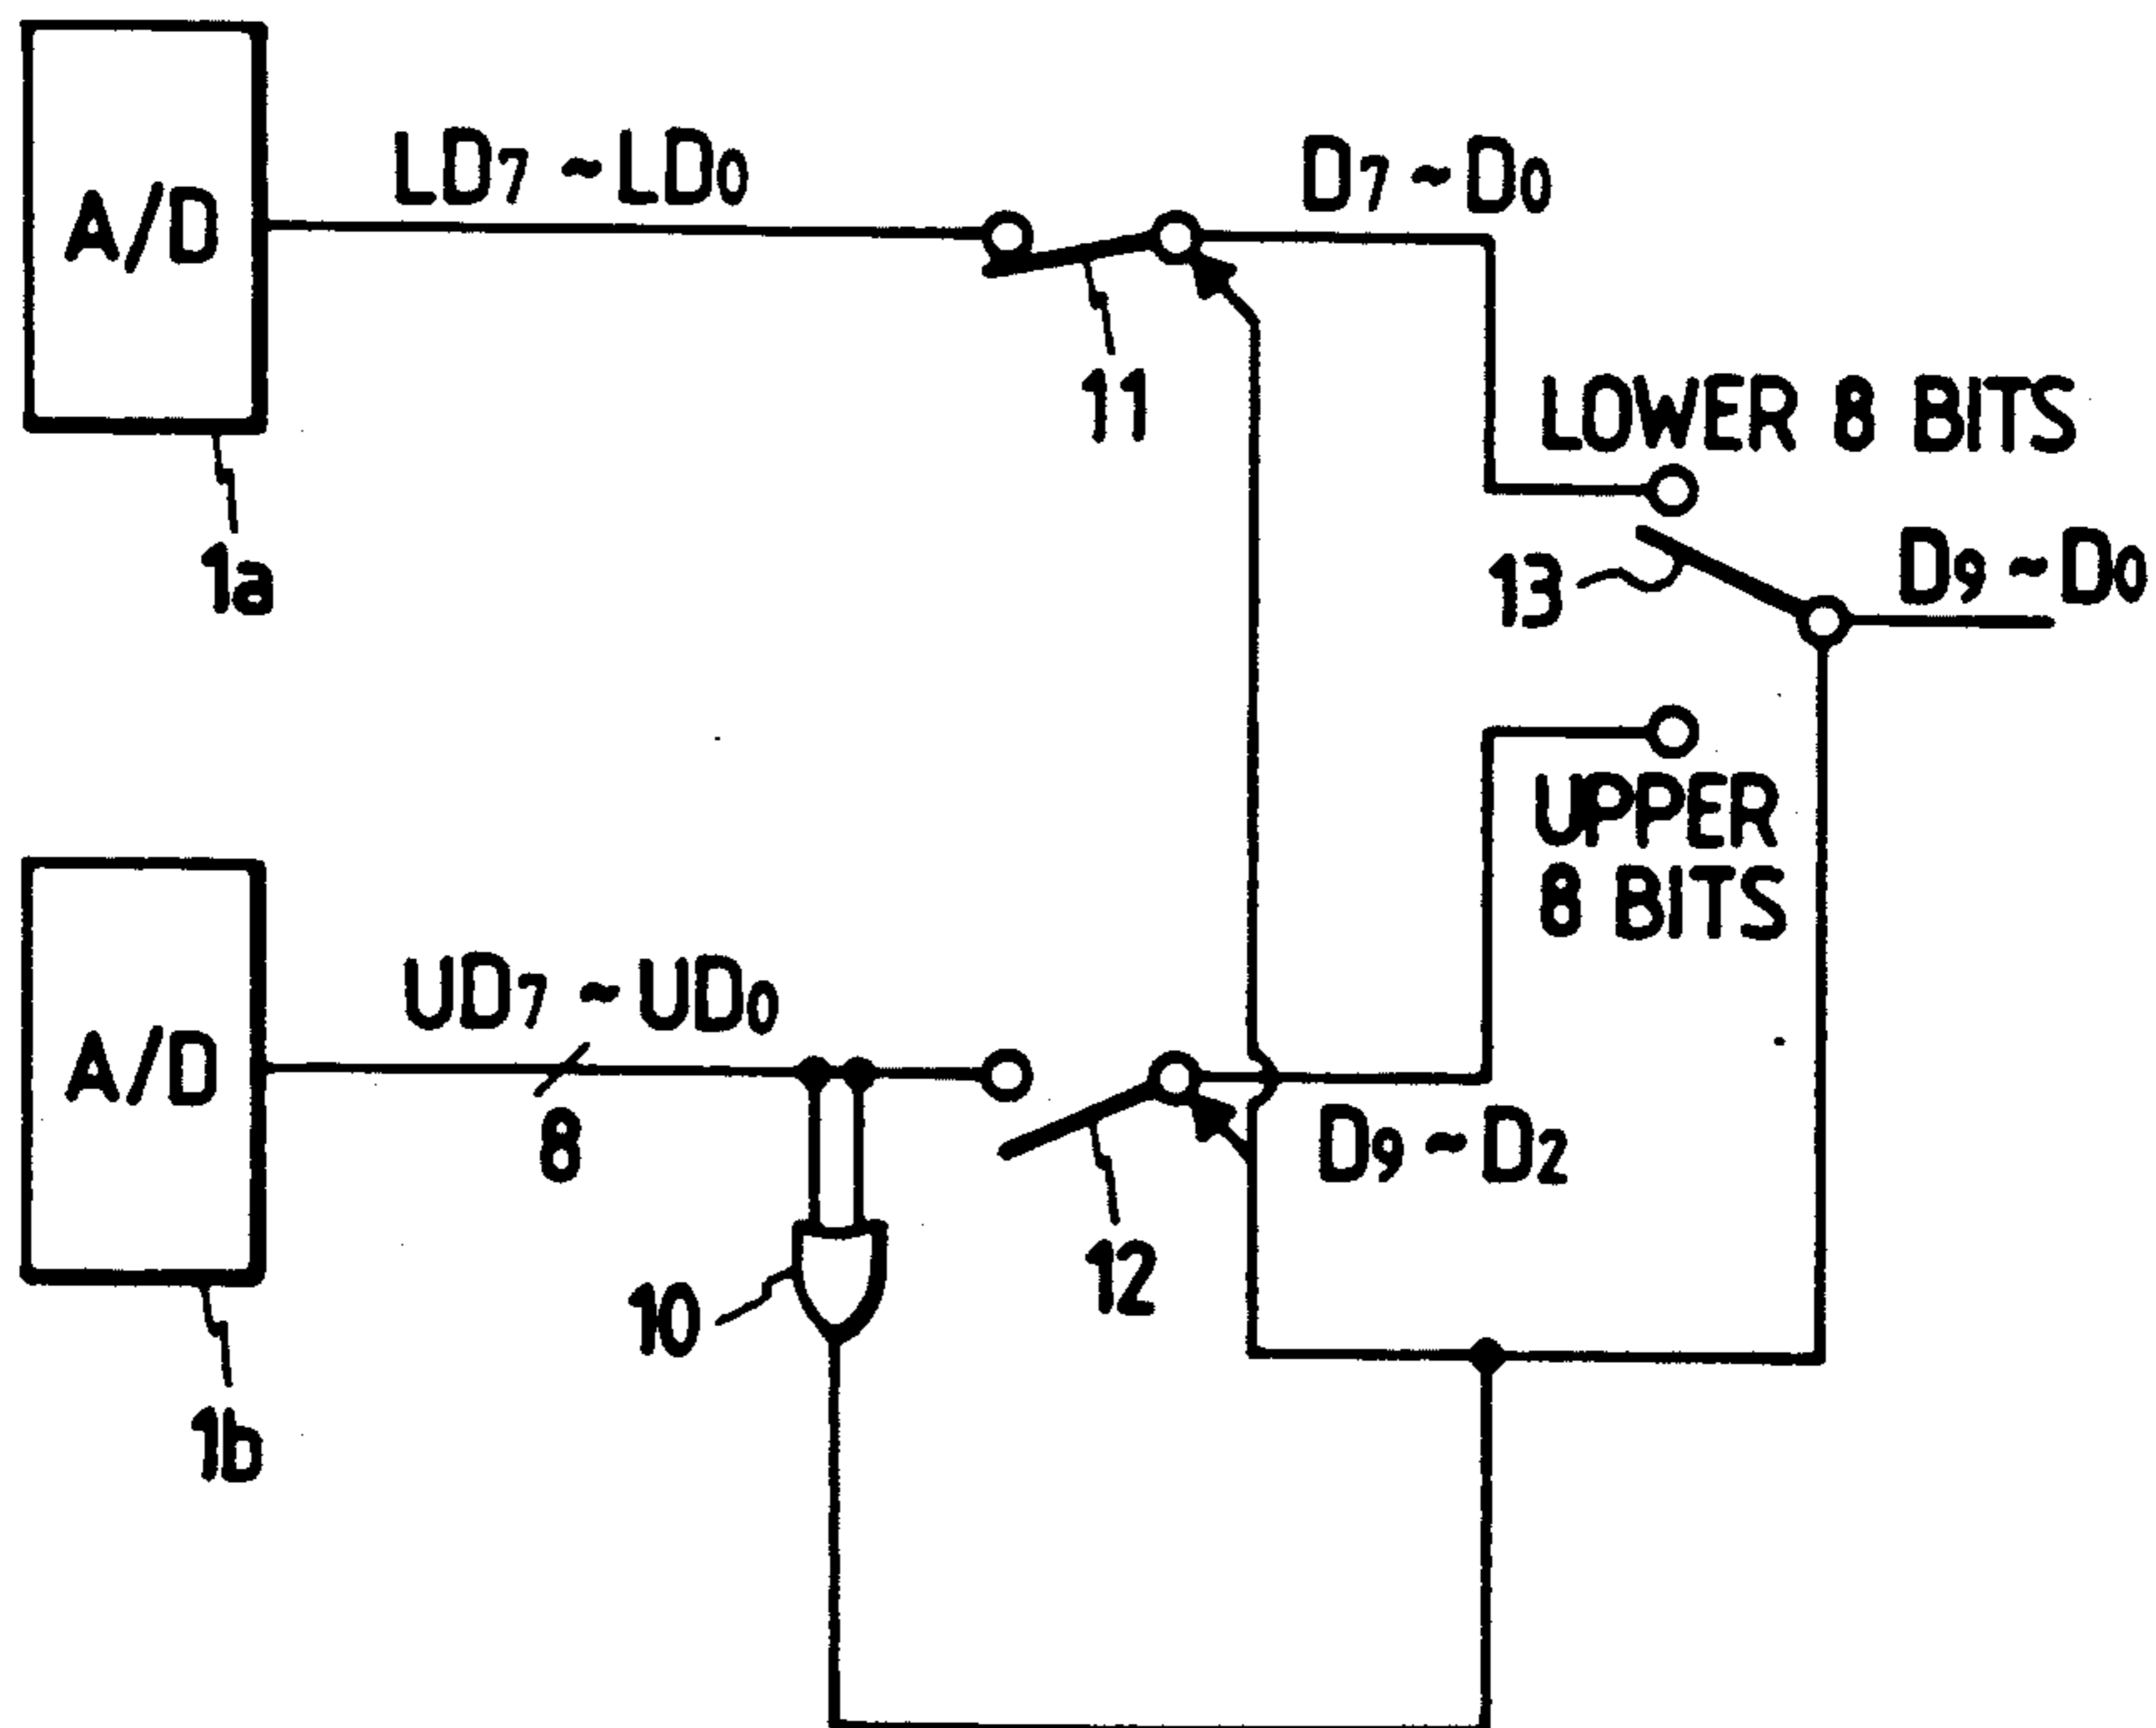 A/D
LD7 ~ LD0
D7 ~ D0
11
LOWER 8 BITS
1a
13
D9 ~ D0
UPPER
8 BITS
A/D
UD7 ~ UD0
8
D9 ~ D2
12
10
1b